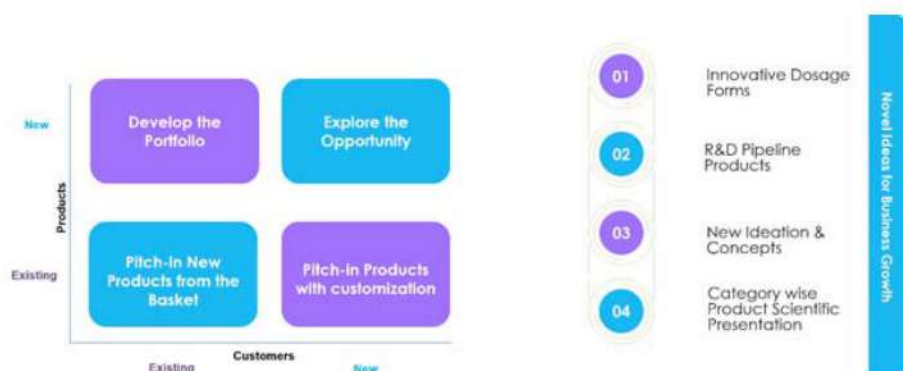 New
Products
Existing
Develop the
Portfolio
Explore the
Opportunity
Pitch-in New
Products from the
Basket
Pitch-in Products
with customization
Customers
Existing
New
01
Innovative Dosage
Forms
02
R&D Pipeline
Products
03
New Ideation &
Concepts
04
Category wise
Product Scientific
Presentation
Novel Ideas for Business Growth